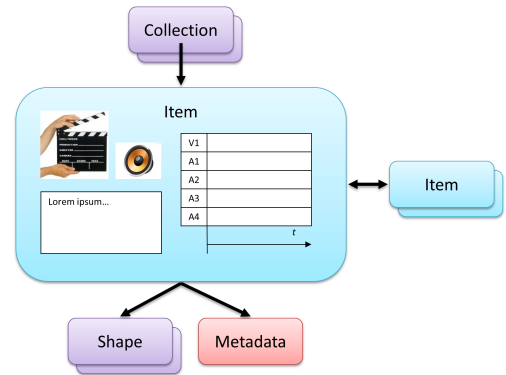 Collection
Item
V1
A1
A2
A3
A4
Lorem ipsum...
t
Item
Shape
Metadata